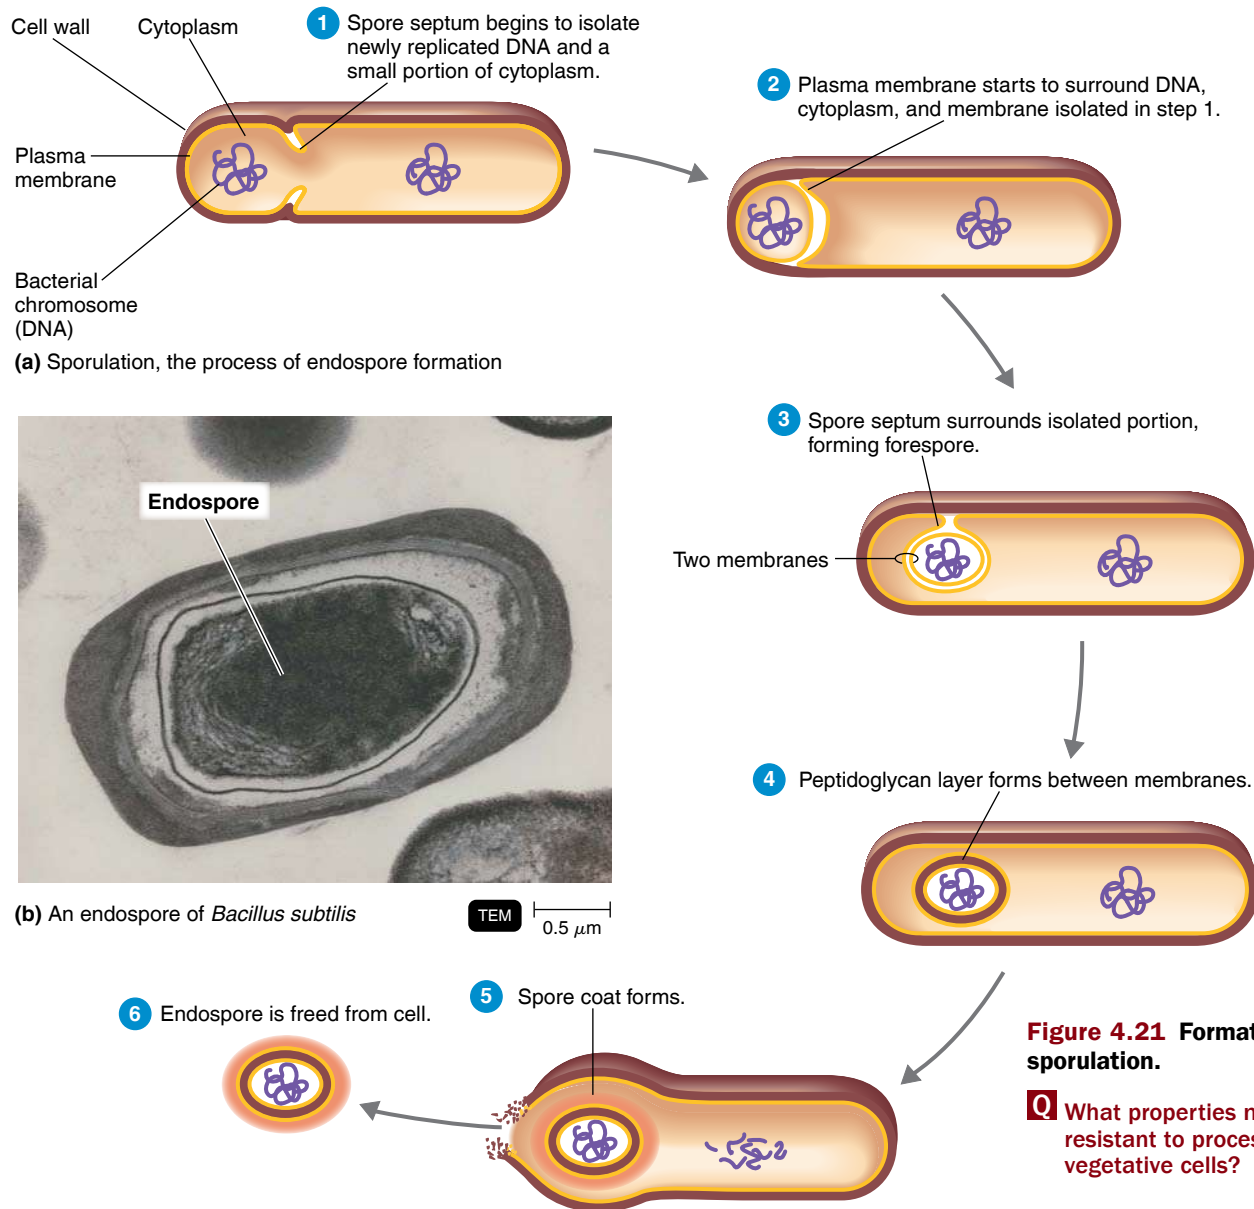 Cell wall
Cytoplasm
1 Spore septum begins to isolate
newly replicated DNA and a
small portion of cytoplasm.
Plasma
membrane
Bacterial
chromosome
(DNA)
2 Plasma membrane starts to surround DNA,
cytoplasm, and membrane isolated in step 1.
(a) Sporulation, the process of endospore formation
3 Spore septum surrounds isolated portion,
forming forespore.
Two membranes
Endospore
4 Peptidoglycan layer forms between membranes.
(b) An endospore of Bacillus subtilis
TEM
0.5 μm
5 Spore coat forms.
6 Endospore is freed from cell.
Figure 4.21 Format
sporulation.
Q What properties
resistant to proces
vegetative cells?